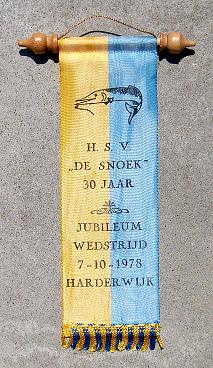 H. S. V.
„DE SNOEK"
30 JAAR
JUBILEUM
WEDSTRIJD
7-10-1978
HARDERWIJK